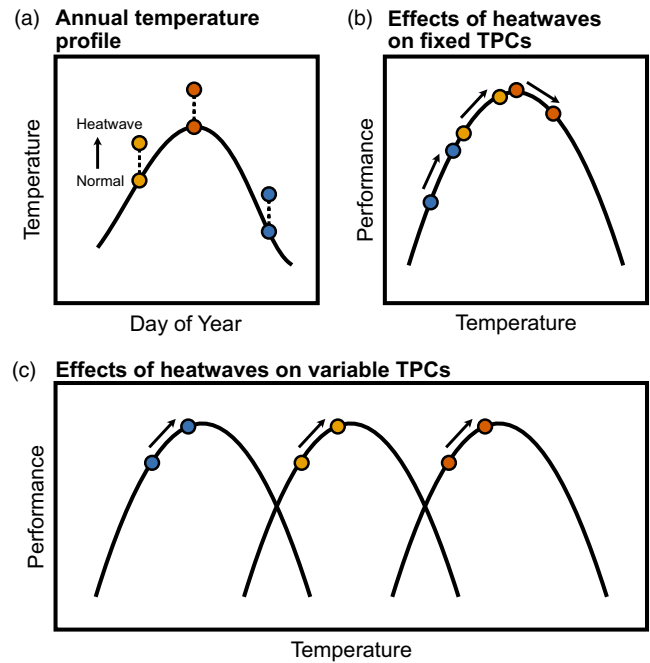 (a) Annual temperature
profile
Temperature
Heatwave
Normal
Day of Year
(b) Effects of heatwaves
on fixed TPCs
Performance
Temperature
(c) Effects of heatwaves on variable TPCs
Performance
Temperature